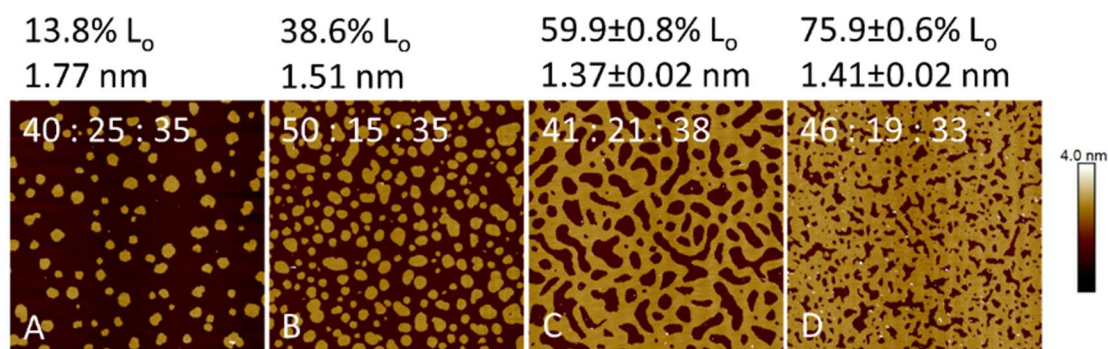 13.8% Lo
1.77 nm
38.6% Lo
1.51 nm
59.9±0.8% Lo
1.37±0.02 nm
75.9±0.6% Lo
1.41±0.02 nm
40 : 25 : 35
50 : 15 : 35
41 : 21 : 38
46 : 19 : 33
4.0 nm
A
B
C
D